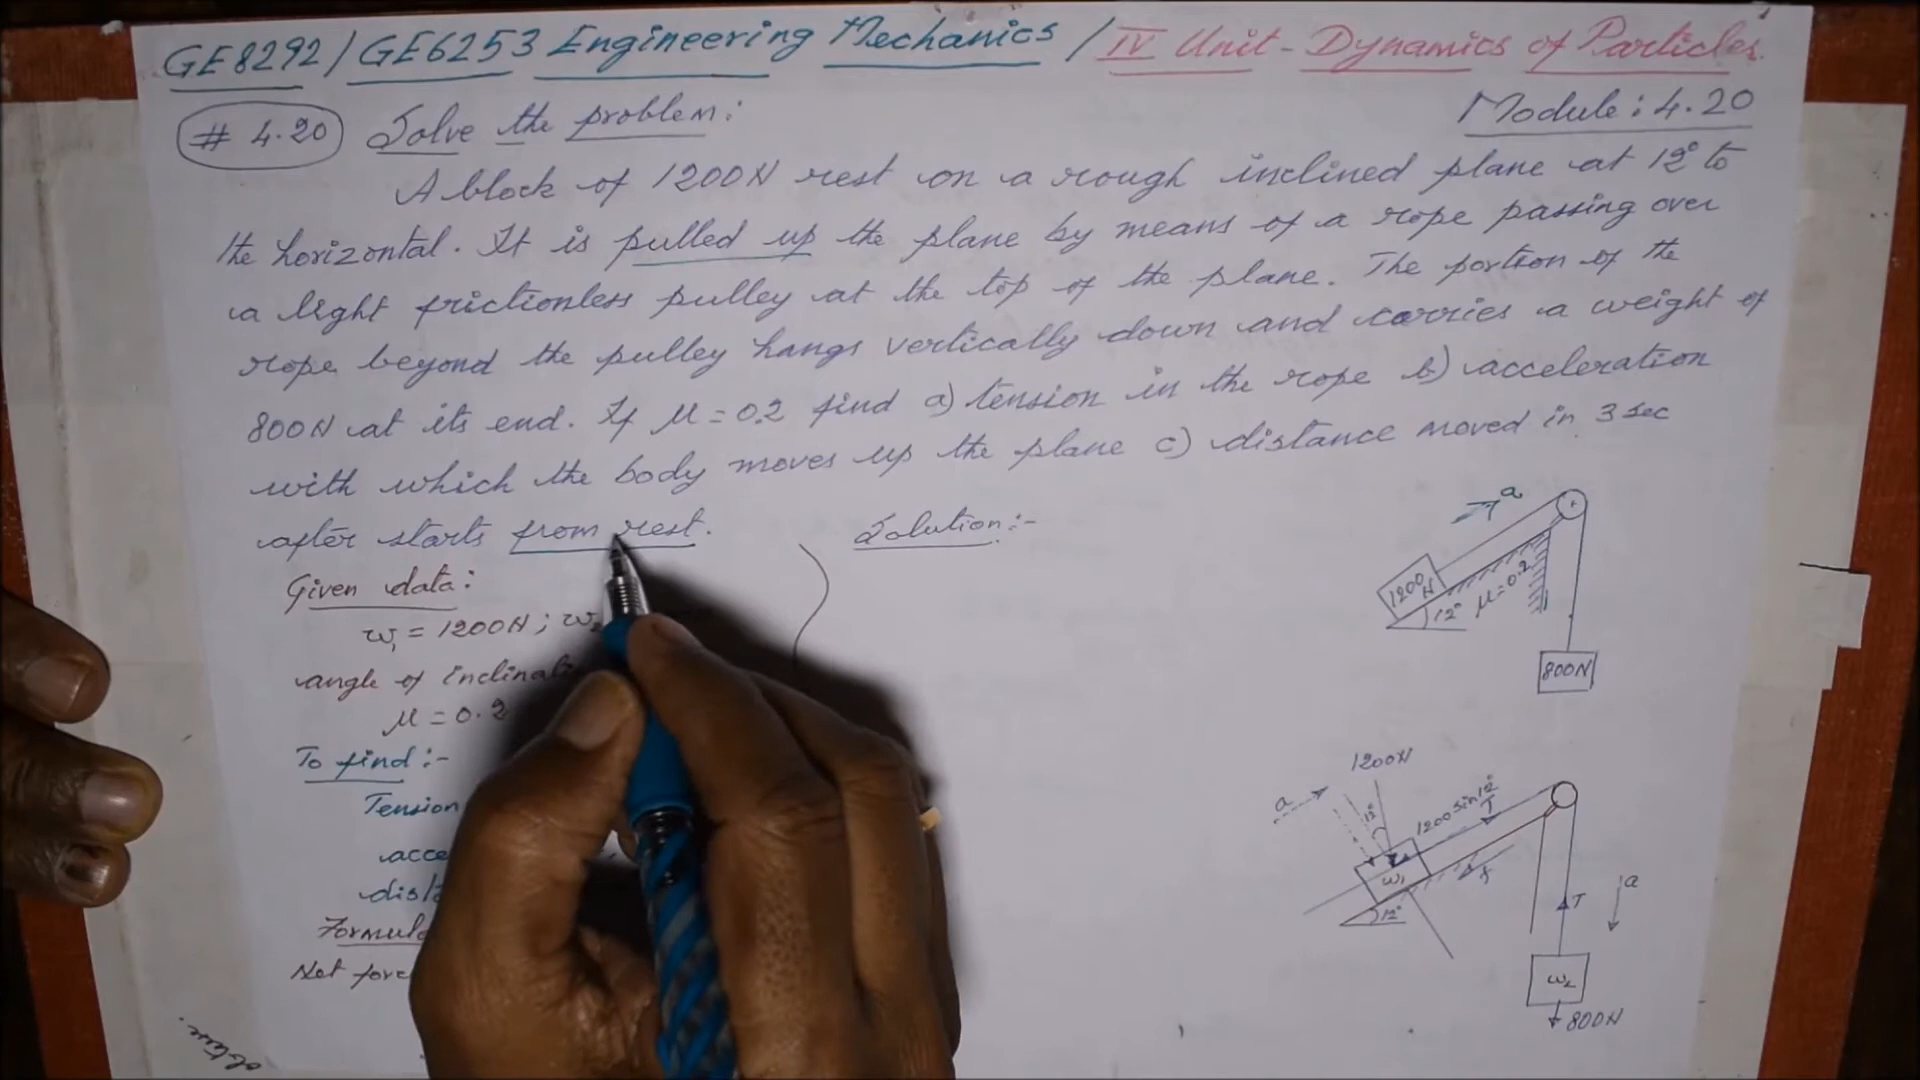 GE8292/GE6253 Engineering Mechanics / IV Unit - Dynamics of Particles
Module: 4.20
# 4.20 Solve the problem:
A block of 1200N rest on a rough inclined plane at 12° to
the horizontal. It is pulled up the plane by means of a rope passing over
a light frictionless pulley at the top of the plane. The portion of the
rope beyond the pulley hangs vertically down and carries a weight of
800N at its end. If μ = 0.2 find a) tension in the rope b) acceleration
with which the body moves up the plane c) distance moved in 3 sec
after starts from rest.
Solution:-
Given data:
w₁ = 1200N; w₂
angle of
μ = 0.2
To find:-
Tension
Net
a
1200 N
12°
μ = 0.2
800N
1200N
a
12°
1200 sin 12°
T
w₁
f
12°
T
a
w₂
800N